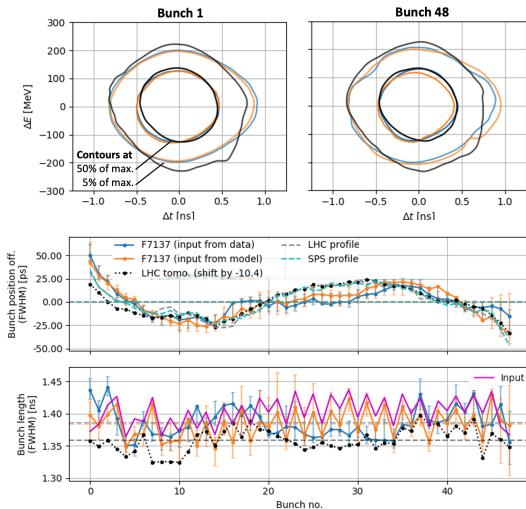 Bunch 1
Bunch 48
300
200
100
0
−100
−200
−300
ΔE [MeV]
Contours at
50% of max.
5% of max.
−1.0 −0.5 0.0 0.5 1.0
−1.0 −0.5 0.0 0.5 1.0
Δt [ns]
Δt [ns]
Bunch position off.
(FWHM) [ps]
50.00
25.00
0.00
−25.00
−50.00
F7137 (input from data)
F7137 (input from model)
LHC tomo. (shift by -10.4)
LHC profile
SPS profile
Bunch length
(FWHM) [ns]
1.45
1.40
1.35
1.30
Input
0 10 20 30 40
Bunch no.